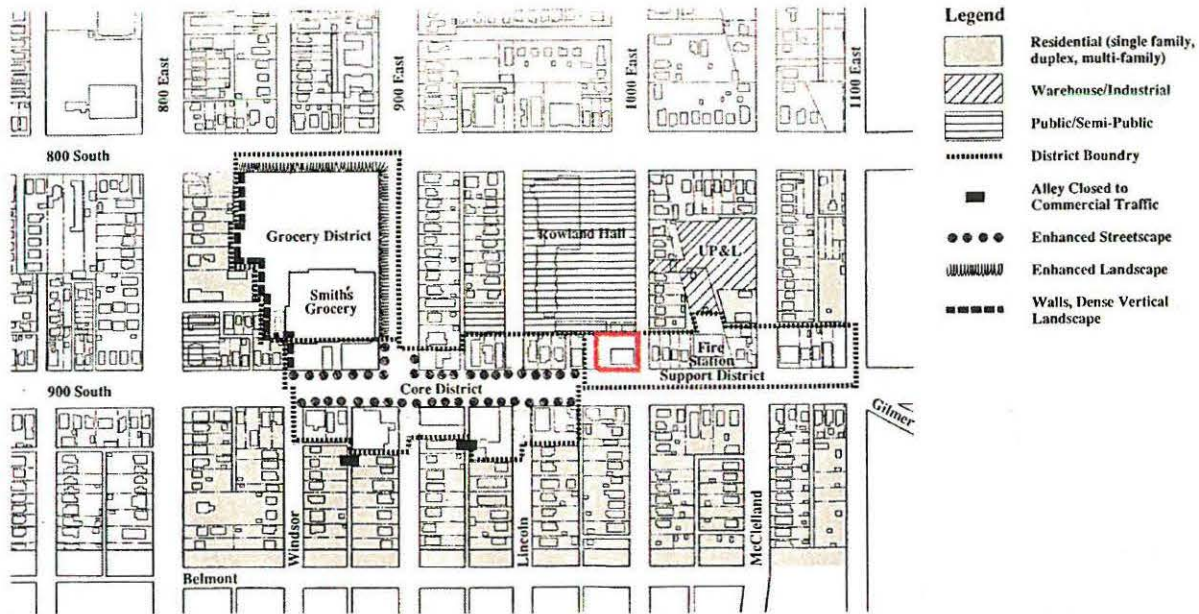 800 East
900 East
1000 East
1100 East
800 South
Grocery District
Rowland Hall
UP&L
Smith's
Grocery
Fire
Station
Support District
Core District
900 South
Gilmer
Windsor
Lincoln
McClelland
Belmont
Legend
Residential (single family,
duplex, multi-family)
Warehouse/Industrial
Public/Semi-Public
District Boundry
Alley Closed to
Commercial Traffic
Enhanced Streetscape
Enhanced Landscape
Walls, Dense Vertical
Landscape